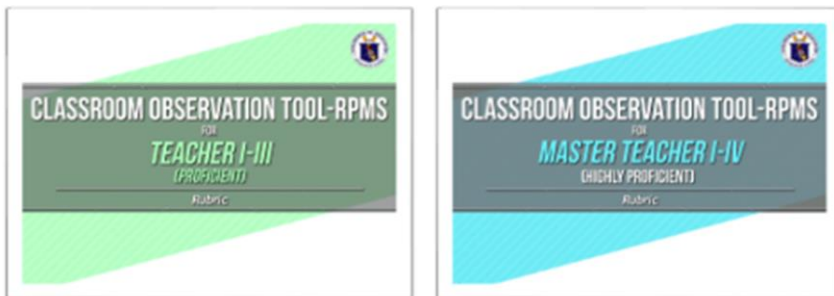 CLASSROOM OBSERVATION TOOL-RPMS
FOR
TEACHER I-III
(PROFICIENT)
Rubric
CLASSROOM OBSERVATION TOOL-RPMS
FOR
MASTER TEACHER I-IV
(HIGHLY PROFICIENT)
Rubric